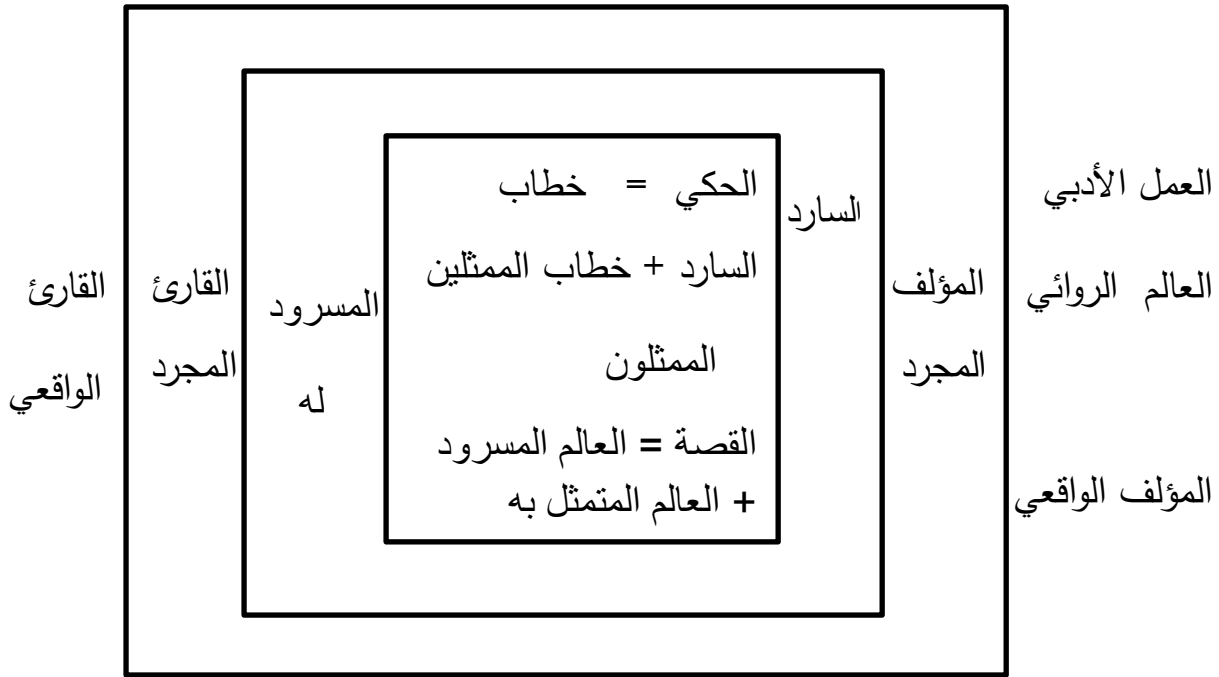 العمل الأدبي
العالم الروائي
المؤلف الواقعي
المؤلف
المجرد
السارد
الحكي = خطاب
السارد + خطاب الممثلين
الممثلون
القصة = العالم المسرود
+ العالم المتمثل به
المسرود
له
القارئ
المجرد
القارئ
الواقعي